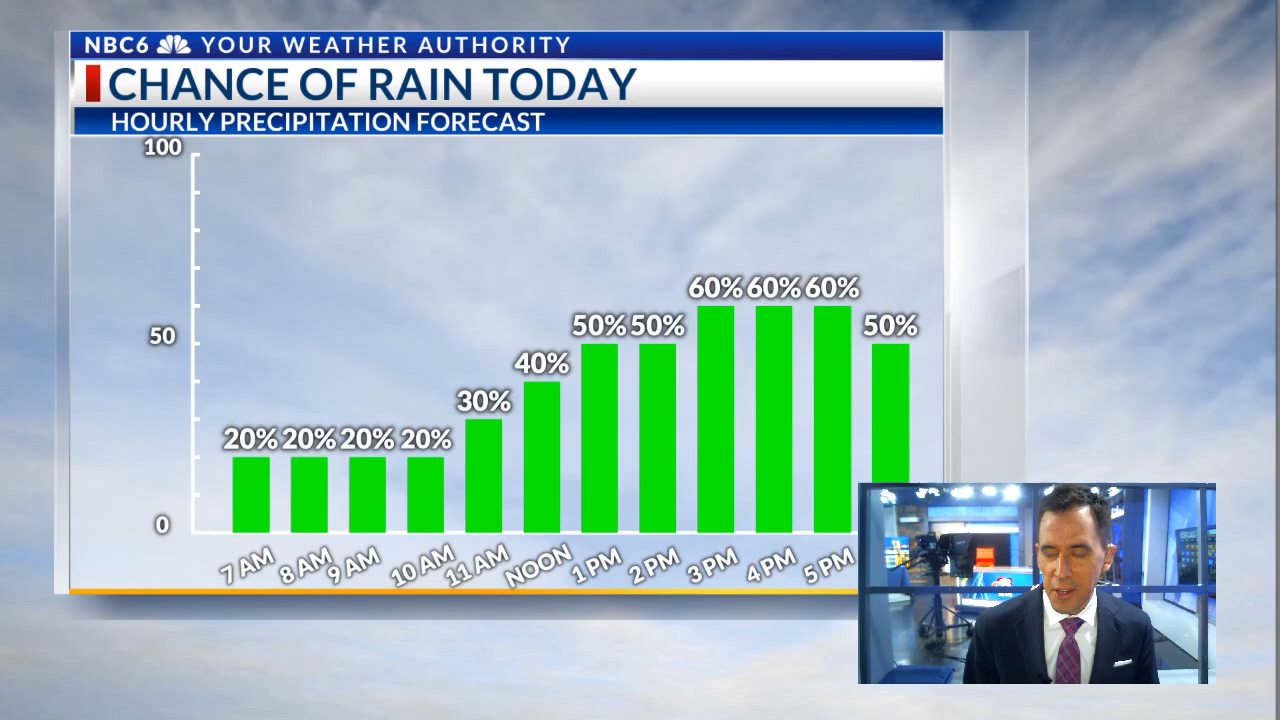 NBC6 YOUR WEATHER AUTHORITY
CHANCE OF RAIN TODAY
HOURLY PRECIPITATION FORECAST
100
60% 60% 60%
50% 50% 50%
50
40%
30%
20% 20% 20% 20%
0
7 AM 8 AM 9 AM 10 AM 11 AM NOON 1 PM 2 PM 3 PM 4 PM 5 PM